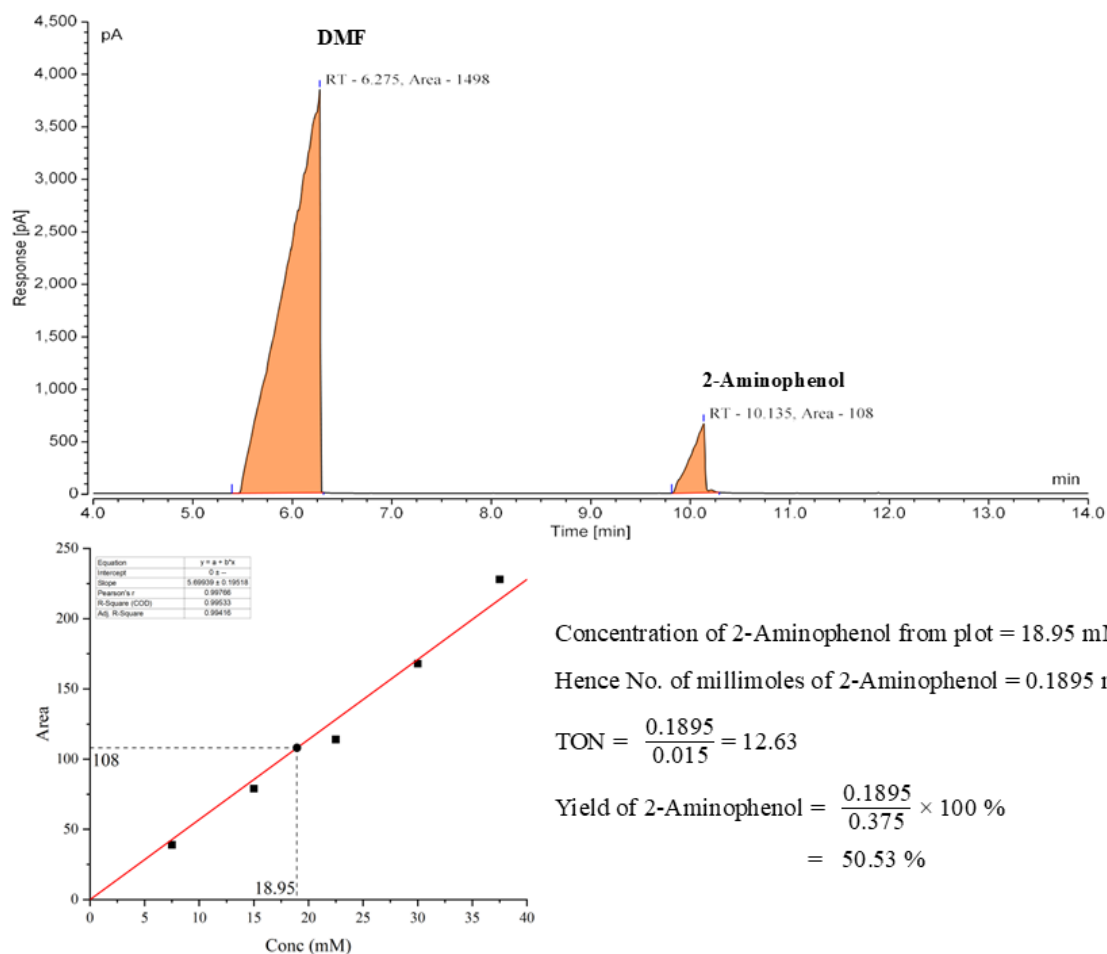 4,500
pA
DMF
4,000
RT - 6.275, Area - 1498
3,500
3,000
2,500
2,000
1,500
1,000
500
0
Response [pA]
2-Aminophenol
RT - 10.135, Area - 108
min
4.0 5.0 6.0 7.0 8.0 9.0 10.0 11.0 12.0 13.0 14.0
Time [min]
250
200
150
100
50
0
Area
Equation y = a + b*x
Intercept 0 ± --
Slope 5.69939 ± 0.19518
Pearson's r 0.99766
R-Square (COD) 0.99533
Adj. R-Square 0.99416
108
18.95
0 5 10 15 20 25 30 35 40
Conc (mM)
Concentration of 2-Aminophenol from plot = 18.95 mM
Hence No. of millimoles of 2-Aminophenol = 0.1895
TON = 0.1895 / 0.015 = 12.63
Yield of 2-Aminophenol = 0.1895 / 0.375 × 100 %
= 50.53 %